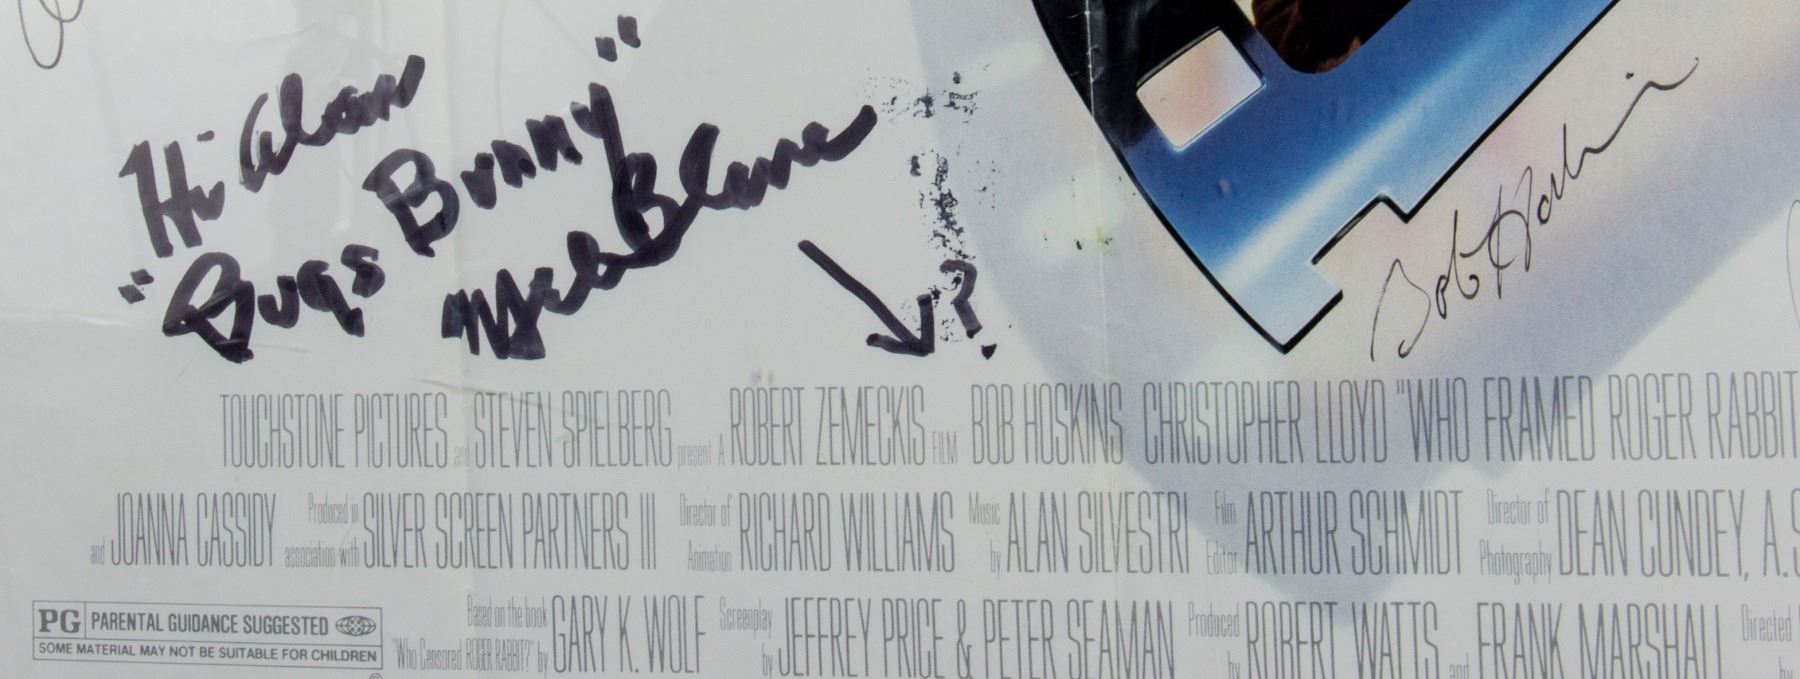 Hi Alan
"Bugs Bunny"
Mel Blanc
?
Bob Hoskins
TOUCHSTONE PICTURES and STEVEN SPIELBERG present A ROBERT ZEMECKIS FILM BOB HOSKINS CHRISTOPHER LLOYD "WHO FRAMED ROGER RABBIT
and JOANNA CASSIDY Produced in association with SILVER SCREEN PARTNERS III Director of Animation RICHARD WILLIAMS Music by ALAN SILVESTRI Film Editor ARTHUR SCHMIDT Director of Photography DEAN CUNDEY, A.S
Based on the book "Who Censored ROGER RABBIT?" by GARY K. WOLF Screenplay by JEFFREY PRICE & PETER SEAMAN Produced by ROBERT WATTS and FRANK MARSHALL Directed by
PG PARENTAL GUIDANCE SUGGESTED
SOME MATERIAL MAY NOT BE SUITABLE FOR CHILDREN
®